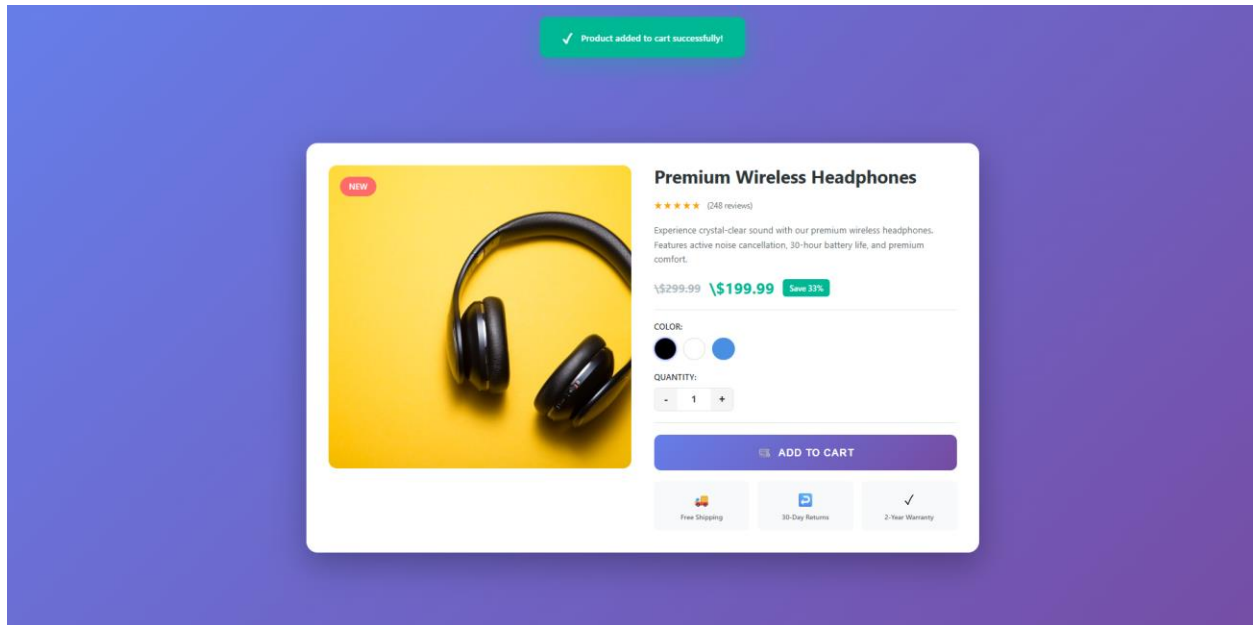 ✓ Product added to cart successfully!
NEW
Premium Wireless Headphones
★★★★★ (248 reviews)
Experience crystal-clear sound with our premium wireless headphones.
Features active noise cancellation, 30-hour battery life, and premium
comfort.
\$299.99 \$199.99 Save 33%
COLOR:
QUANTITY:
- 1 +
ADD TO CART
Free Shipping
30-Day Returns
2-Year Warranty